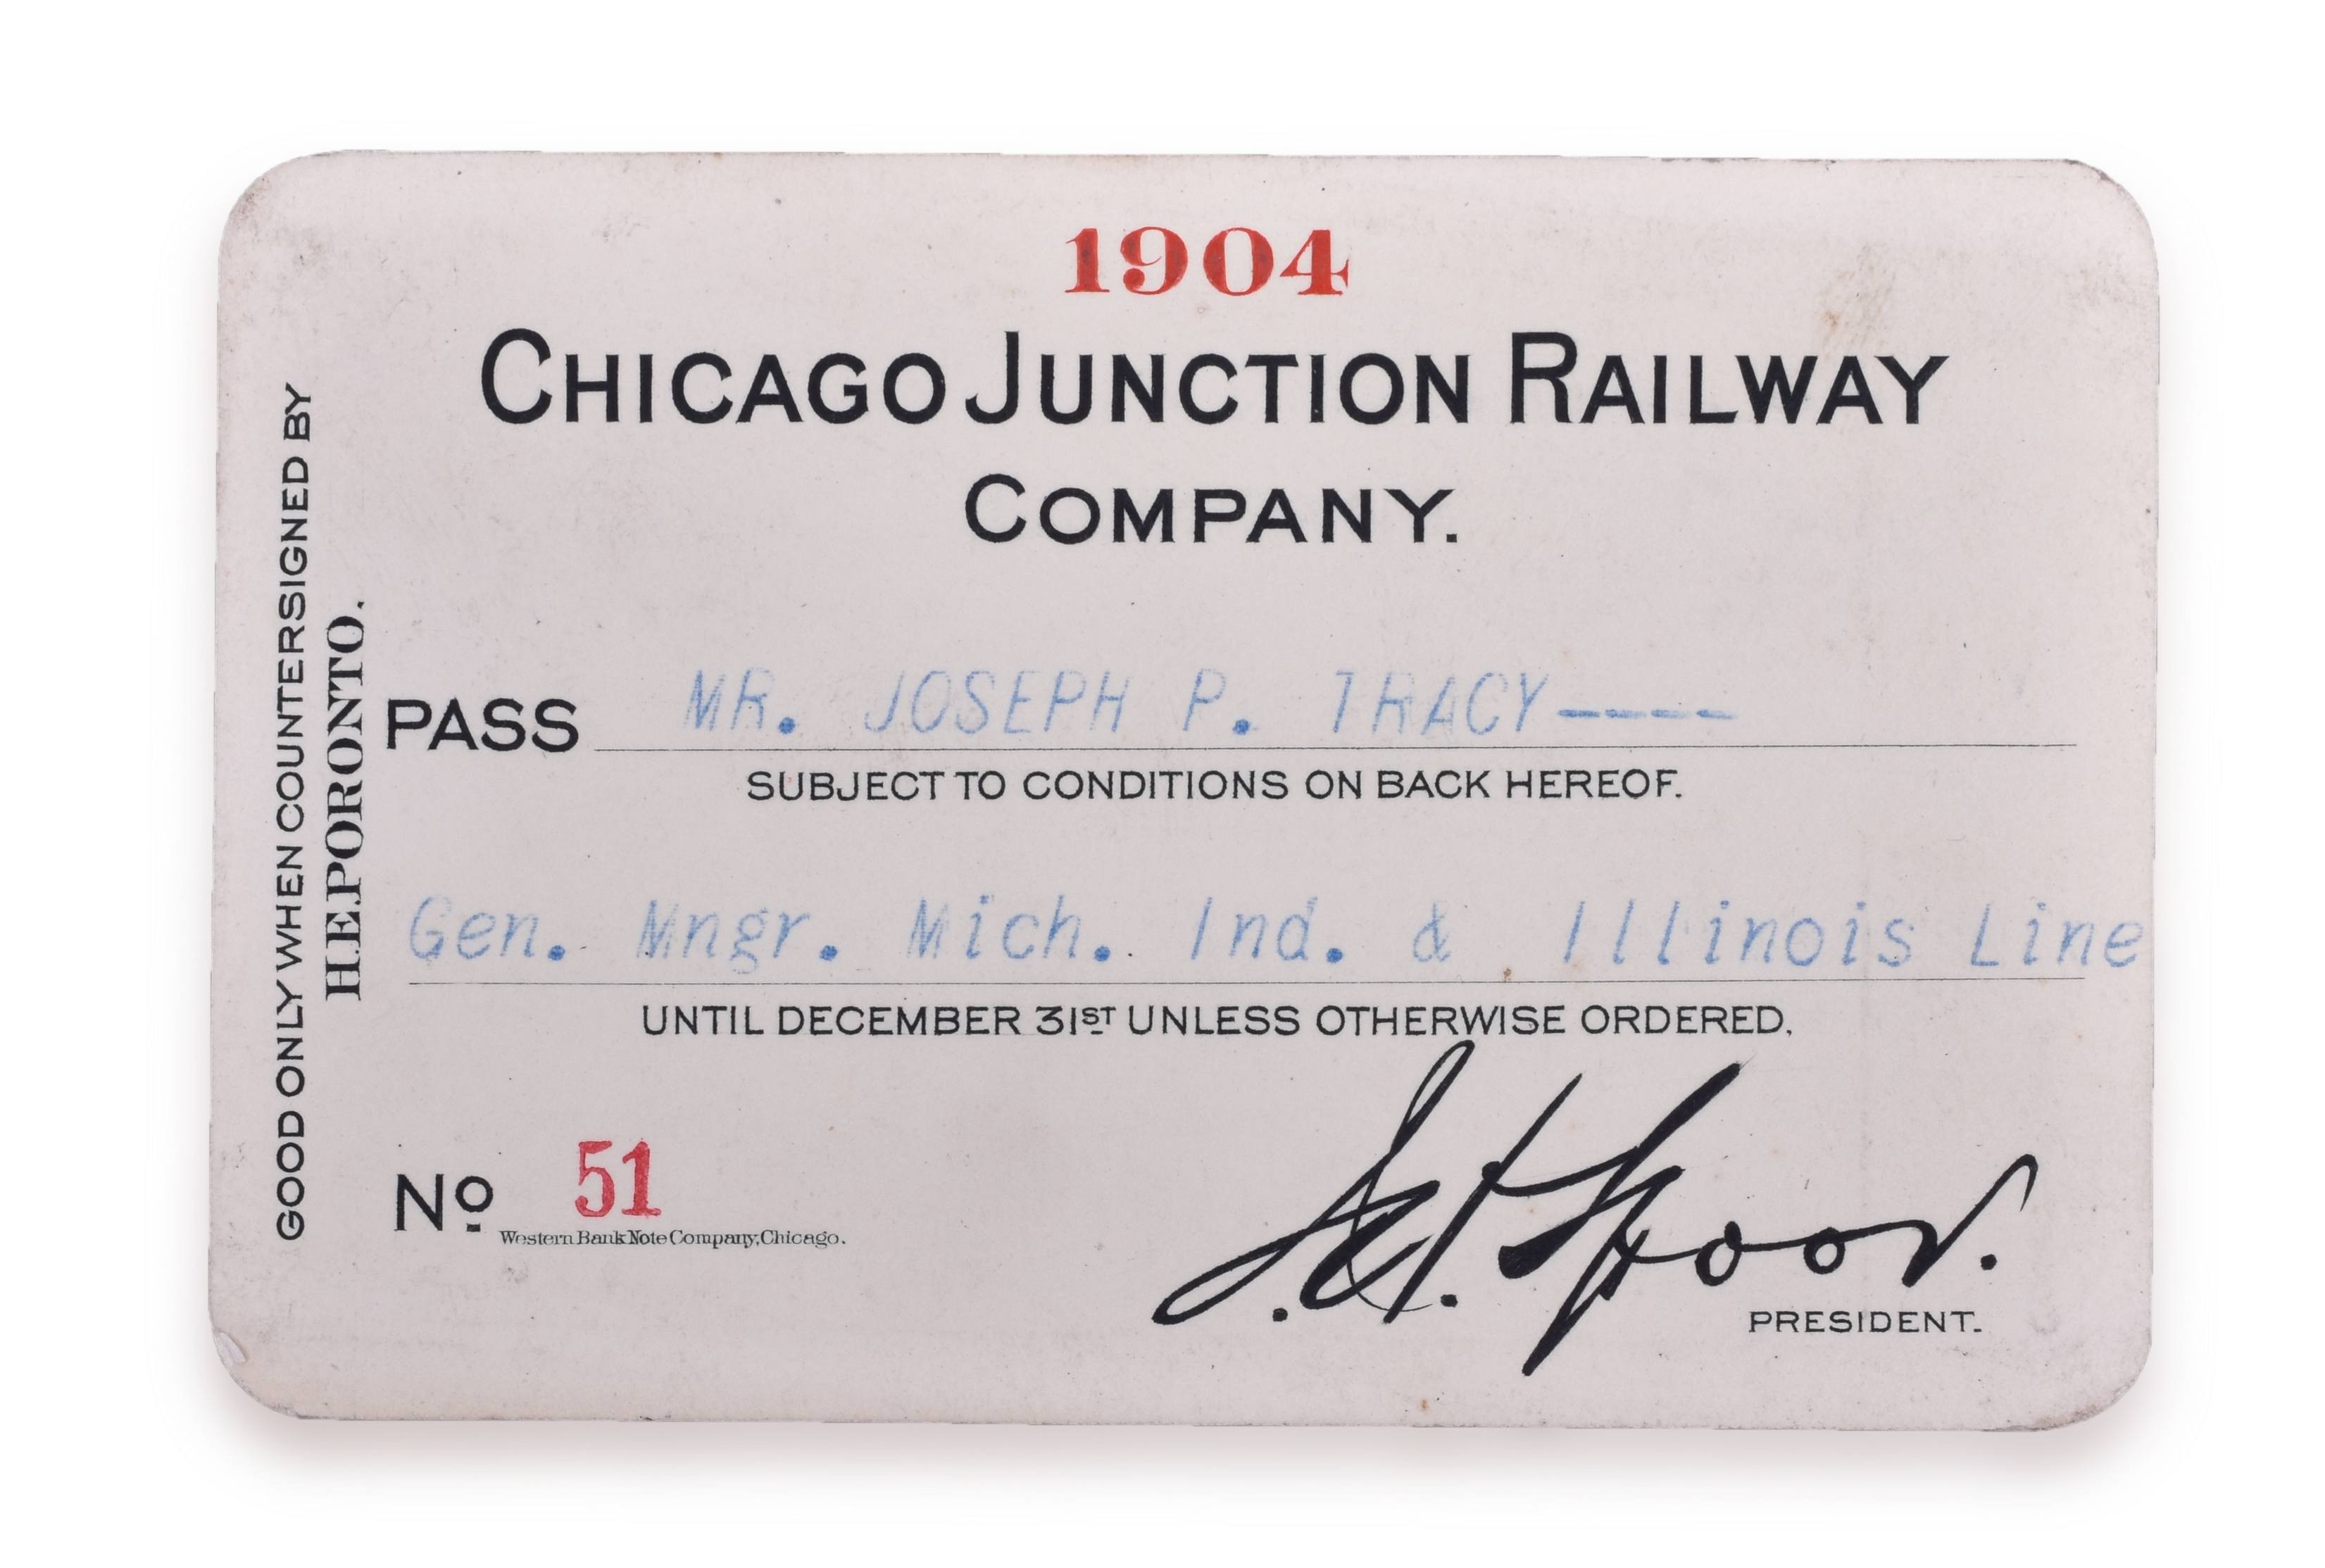 1904
CHICAGO JUNCTION RAILWAY
COMPANY.
PASS MR. JOSEPH P. TRACY----
SUBJECT TO CONDITIONS ON BACK HEREOF.
Gen. Mngr. Mich. Ind. & Illinois Line
UNTIL DECEMBER 31ST UNLESS OTHERWISE ORDERED.
No 51
Western Bank Note Company, Chicago.
J.A. Spoor.
PRESIDENT.
GOOD ONLY WHEN COUNTERSIGNED BY
H.E. PORONTO.